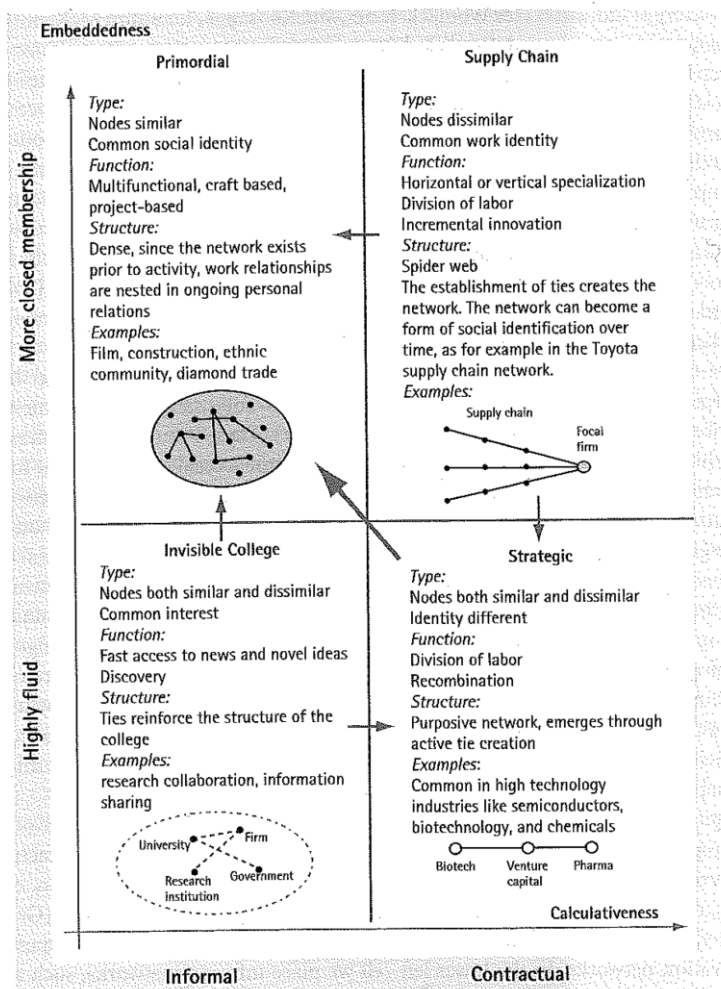 Embeddedness
Primordial
Type:
Nodes similar
Common social identity
Function:
Multifunctional, craft based,
project-based
Structure:
Dense, since the network exists
prior to activity, work relationships
are nested in ongoing personal
relations
Examples:
Film, construction, ethnic
community, diamond trade
Supply Chain
Type:
Nodes dissimilar
Common work identity
Function:
Horizontal or vertical specialization
Division of labor
Incremental innovation
Structure:
Spider web
The establishment of ties creates the
network. The network can become a
form of social identification over
time, as for example in the Toyota
supply chain network.
Examples:
Supply chain
Focal
firm
More closed membership
Invisible College
Type:
Nodes both similar and dissimilar
Common interest
Function:
Fast access to news and novel ideas
Discovery
Structure:
Ties reinforce the structure of the
college
Examples:
research collaboration, information
sharing
University
Firm
Research
institution
Government
Strategic
Type:
Nodes both similar and dissimilar
Identity different
Function:
Division of labor
Recombination
Structure:
Purposive network, emerges through
active tie creation
Examples:
Common in high technology
industries like semiconductors,
biotechnology, and chemicals
Biotech
Venture
capital
Pharma
Highly fluid
Calculativeness
Informal
Contractual